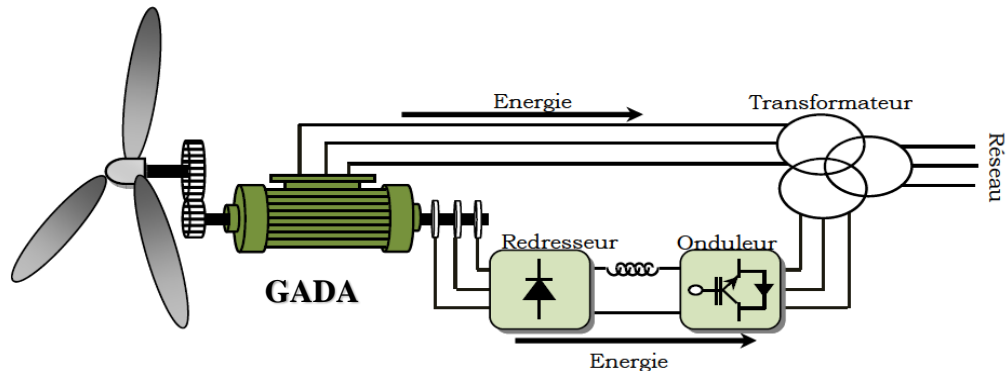 Energie
Transformateur
Réseau
Redresseur
Onduleur
GADA
Energie